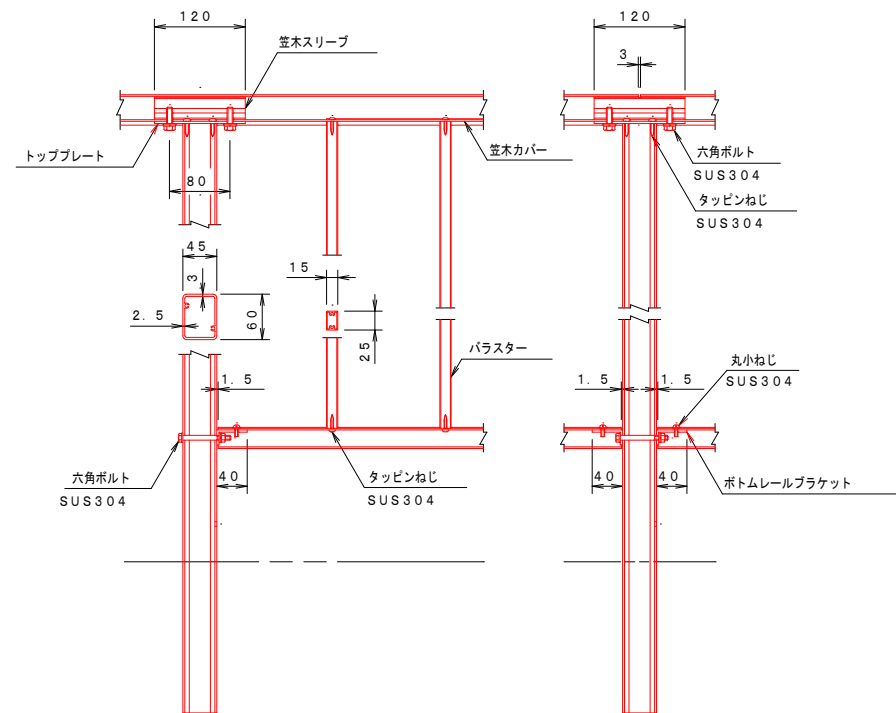 120
笠木スリーブ
120
3
トッププレート
笠木カバー
六角ボルト
SUS304
80
タッピンねじ
SUS304
45
15
3
2.5
60
25
バラスター
1.5
1.5
1.5
丸小ねじ
SUS304
六角ボルト
SUS304
40
タッピンねじ
SUS304
40
40
ボトムレールブラケット